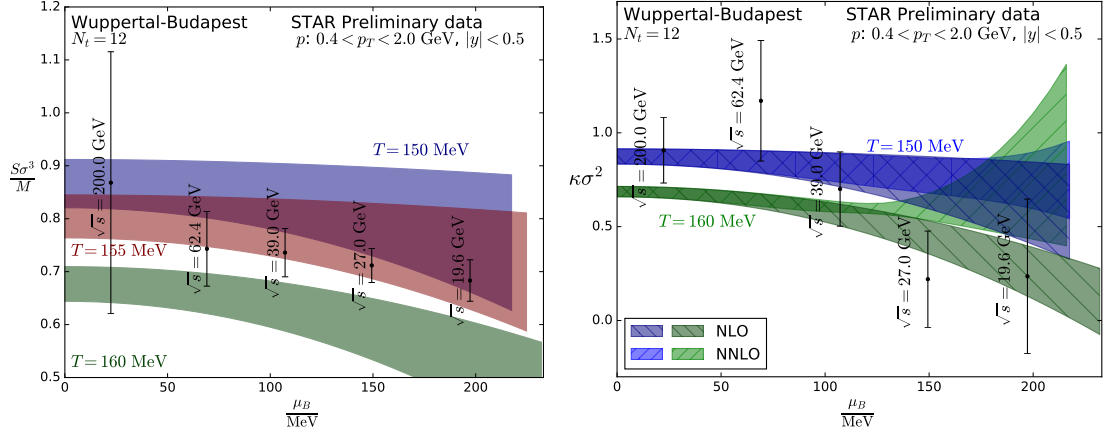 Wuppertal-Budapest STAR Preliminary data
N_t = 12 p: 0.4 < p_T < 2.0 GeV, |y| < 0.5
1.2
1.1
1.0
0.9
0.8
0.7
0.6
0.5
Sσ³/M
T = 150 MeV
T = 155 MeV
T = 160 MeV
√s = 200.0 GeV
√s = 62.4 GeV
√s = 39.0 GeV
√s = 27.0 GeV
√s = 19.6 GeV
0 50 100 150 200
μ_B/MeV
Wuppertal-Budapest STAR Preliminary data
N_t = 12 p: 0.4 < p_T < 2.0 GeV, |y| < 0.5
1.5
1.0
0.5
0.0
κσ²
√s = 200.0 GeV
√s = 62.4 GeV
√s = 39.0 GeV
√s = 27.0 GeV
√s = 19.6 GeV
T = 150 MeV
T = 160 MeV
NLO
NNLO
0 50 100 150 200
μ_B/MeV